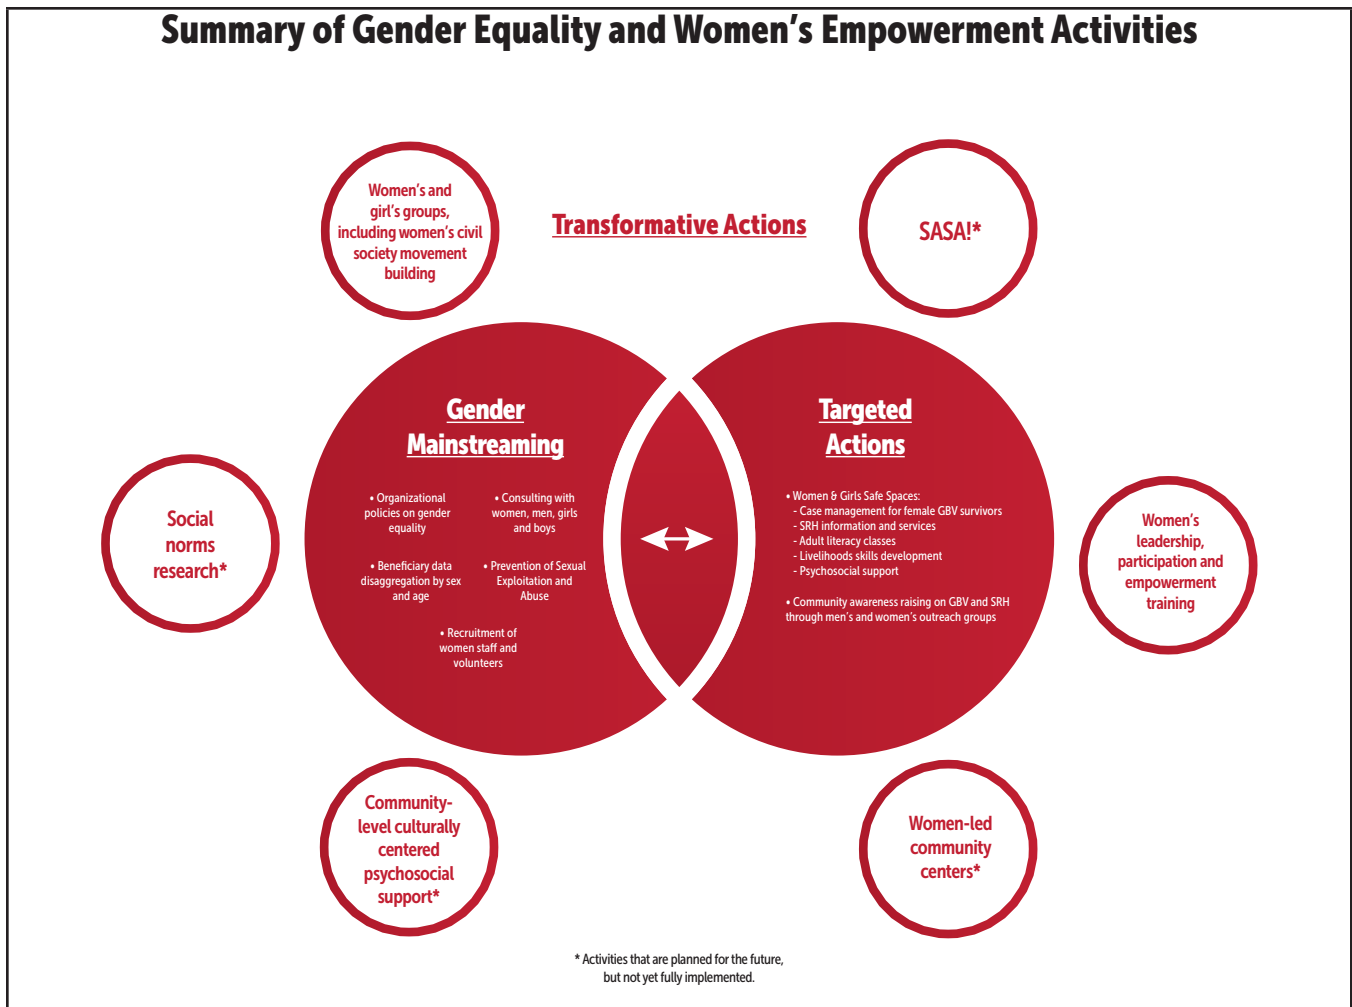 Summary of Gender Equality and Women's Empowerment Activities
Women's and
girl's groups,
including women's civil
society movement
building
Transformative Actions
SASA!*
Gender
Mainstreaming
• Organizational
policies on gender
equality
• Consulting with
women, men, girls
and boys
• Beneficiary data
disaggregation by sex
and age
• Prevention of Sexual
Exploitation and
Abuse
• Recruitment of
women staff and
volunteers
Targeted
Actions
• Women & Girls Safe Spaces:
- Case management for female GBV survivors
- SRH information and services
- Adult literacy classes
- Livelihoods skills development
- Psychosocial support
• Community awareness raising on GBV and SRH
through men's and women's outreach groups
Social
norms
research*
Women's
leadership,
participation and
empowerment
training
Community-
level culturally
centered
psychosocial
support*
Women-led
community
centers*
* Activities that are planned for the future,
but not yet fully implemented.